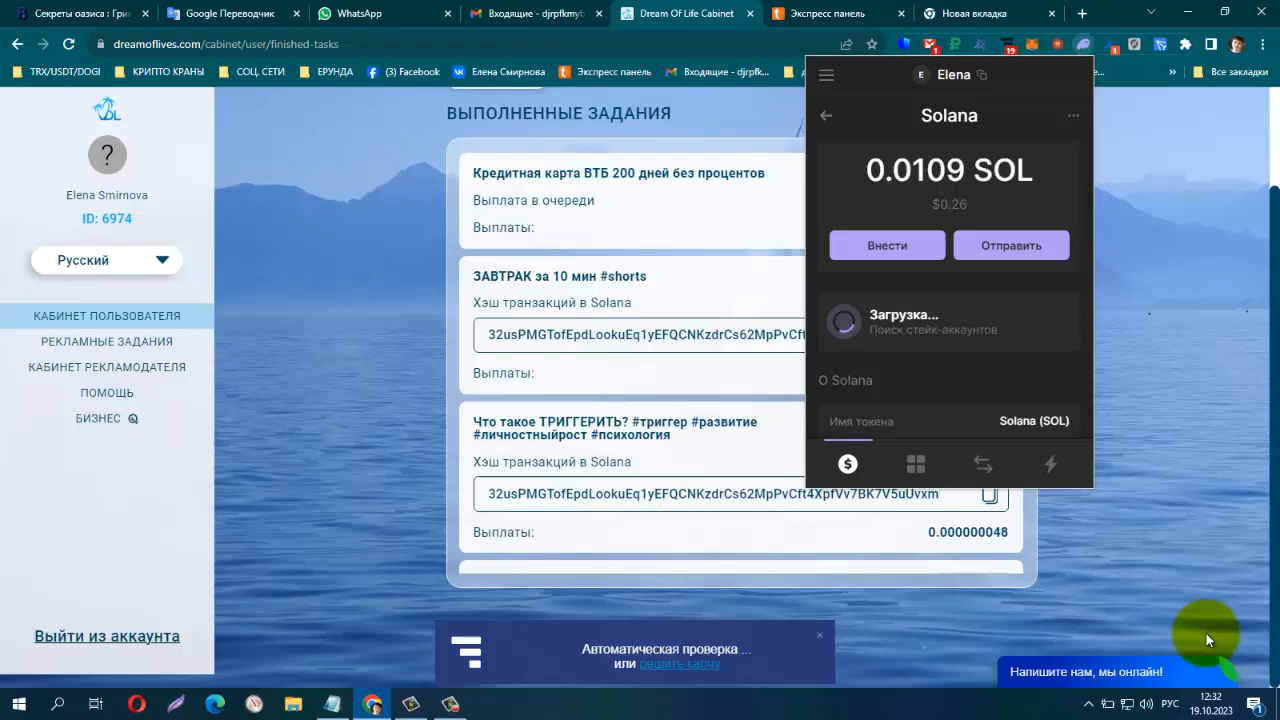 Секреты опциона : Гри
Google Переводчик
WhatsApp
Входящие - djrpfkmyb
Dream Of Life Cabinet
Экспресс панель
Новая вкладка
dreamoflives.com/cabinet/user/finished-tasks
TRX/USDT/DOGI
КРИПТО КРАНЫ
СОЦ. СЕТИ
ЕРУНДА
Facebook
Елена Смирнова
Экспресс панель
Входящие - djrpfk...
»
Все закладки
?
Elena Smirnova
ID: 6974
Русский
КАБИНЕТ ПОЛЬЗОВАТЕЛЯ
РЕКЛАМНЫЕ ЗАДАНИЯ
КАБИНЕТ РЕКЛАМОДАТЕЛЯ
ПОМОЩЬ
БИЗНЕС
Выйти из аккаунта
ВЫПОЛНЕННЫЕ ЗАДАНИЯ
Кредитная карта ВТБ 200 дней без процентов
Выплата в очереди
Выплаты:
ЗАВТРАК за 10 мин #shorts
Хэш транзакций в Solana
32usPMGTofEpdLookuEq1yEFQCNKzdrCs62MpPvCft
Выплаты:
Что такое ТРИГГЕРИТЬ? #триггер #развитие
#личностныйрост #психология
Хэш транзакций в Solana
32usPMGTofEpdLookuEq1yEFQCNKzdrCs62MpPvCft4XpfVv7BK7V5uUvxm
Выплаты:
0.000000048
E
Elena
Solana
0.0109 SOL
$0.26
Внести
Отправить
Загрузка...
Поиск стейк-аккаунтов
О Solana
Имя токена
Solana (SOL)
Автоматическая проверка ...
или решить капчу
Напишите нам, мы онлайн!
РУС
12:32
19.10.2023